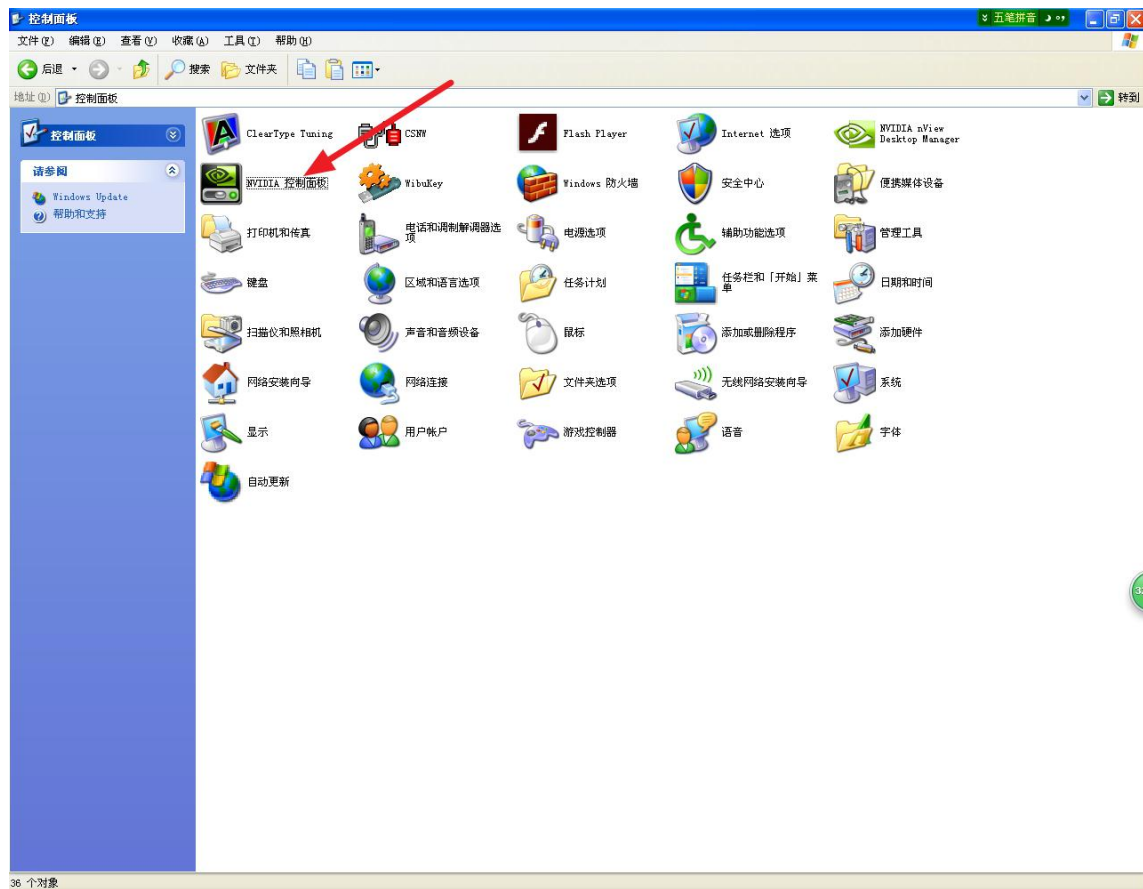 控制面板
五笔拼音
文件(F) 编辑(E) 查看(V) 收藏(A) 工具(T) 帮助(H)
后退 搜索 文件夹
地址(D) 控制面板 转到
控制面板
请参阅
Windows Update
帮助和支持
ClearType Tuning
CSNW
Flash Player
Internet 选项
NVIDIA nView
Desktop Manager
NVIDIA 控制面板
WibuKey
Windows 防火墙
安全中心
便携媒体设备
打印机和传真
电话和调制解调器选
项
电源选项
辅助功能选项
管理工具
键盘
区域和语言选项
任务计划
任务栏和「开始」菜
单
日期和时间
扫描仪和照相机
声音和音频设备
鼠标
添加或删除程序
添加硬件
网络安装向导
网络连接
文件夹选项
无线网络安装向导
系统
显示
用户帐户
游戏控制器
语音
字体
自动更新
36 个对象